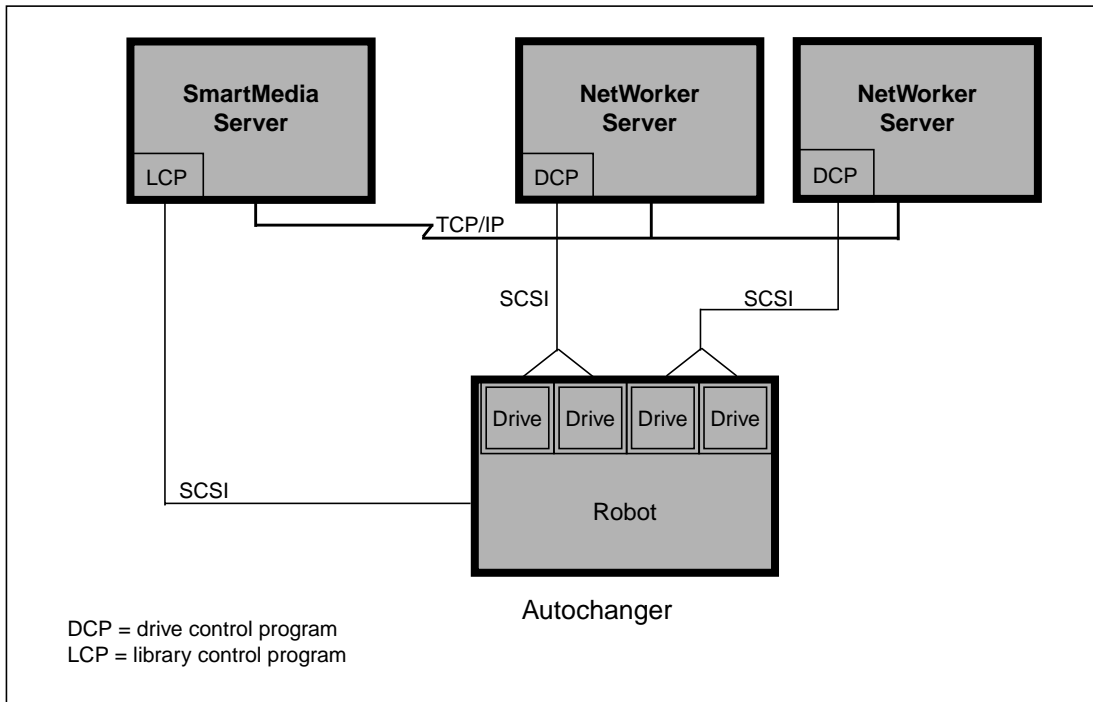 SmartMedia
Server
LCP
NetWorker
Server
DCP
NetWorker
Server
DCP
TCP/IP
SCSI
SCSI
Drive
Drive
Drive
Drive
SCSI
Robot
Autochanger
DCP = drive control program
LCP = library control program